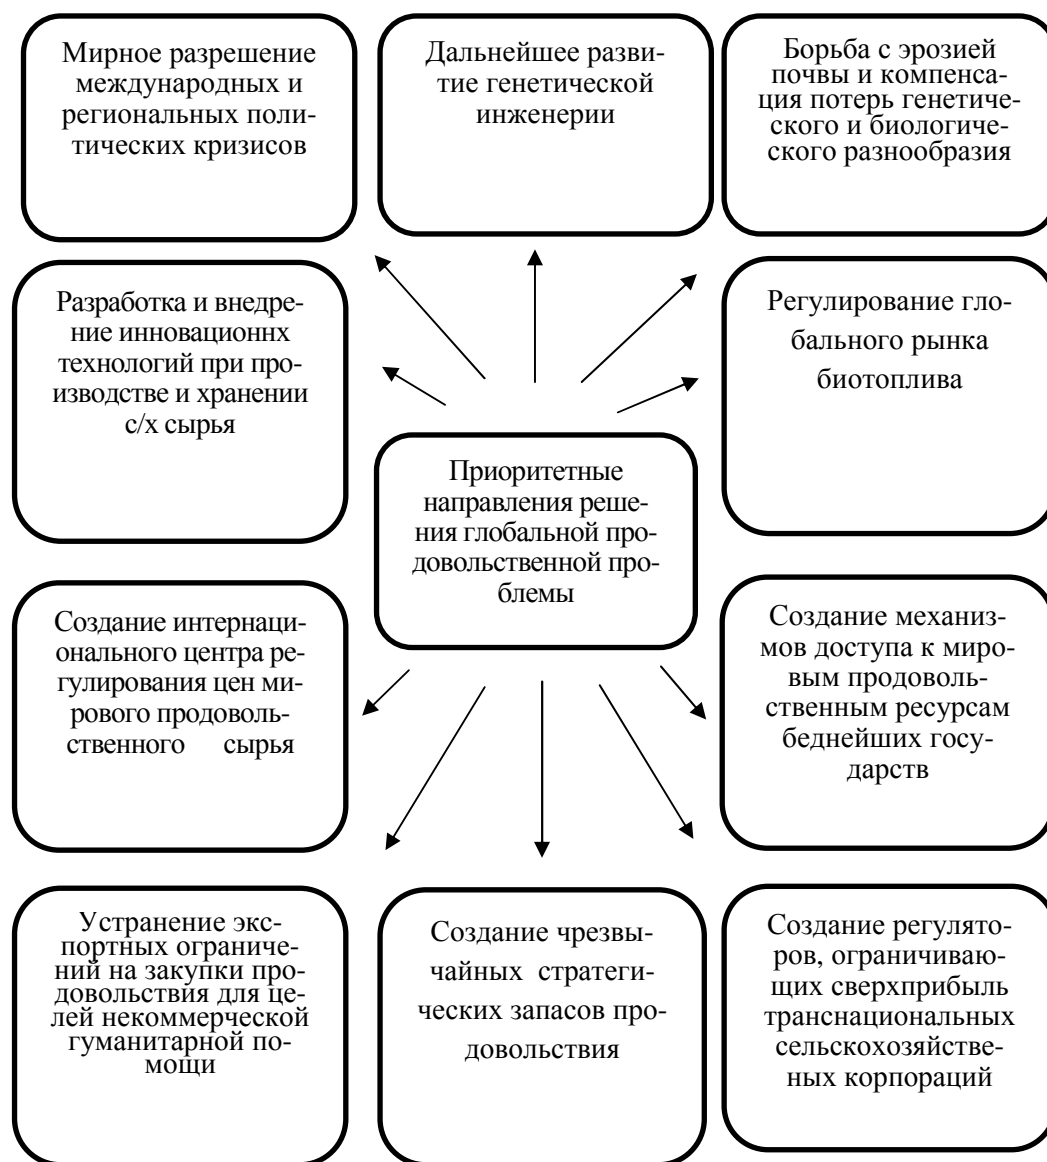 Мирное разрешение
международных и
региональных поли-
тических кризисов
Дальнейшее разви-
тие генетической
инженерии
Борьба с эрозией
почвы и компенса-
ция потерь генетиче-
ского и биологиче-
ского разнообразия
Разработка и внедре-
ние инновационнх
технологий при про-
изводстве и хранении
с/х сырья
Регулирование гло-
бального рынка
биотоплива
Приоритетные
направления реше-
ния глобальной про-
довольственной про-
блемы
Создание интернаци-
онального центра ре-
гулирования цен ми-
рового продоволь-
ственного сырья
Создание механиз-
мов доступа к миро-
вым продоволь-
ственным ресурсам
беднейших госу-
дарств
Устранение экс-
портных ограниче-
ний на закупки про-
довольствия для це-
лей некоммерческой
гуманитарной по-
мощи
Создание чрезвы-
чайных стратеги-
ческих запасов про-
довольствия
Создание регулято-
ров, ограничиваю-
щих сверхприбыль
транснациональных
сельскохозяйстве-
ных корпораций